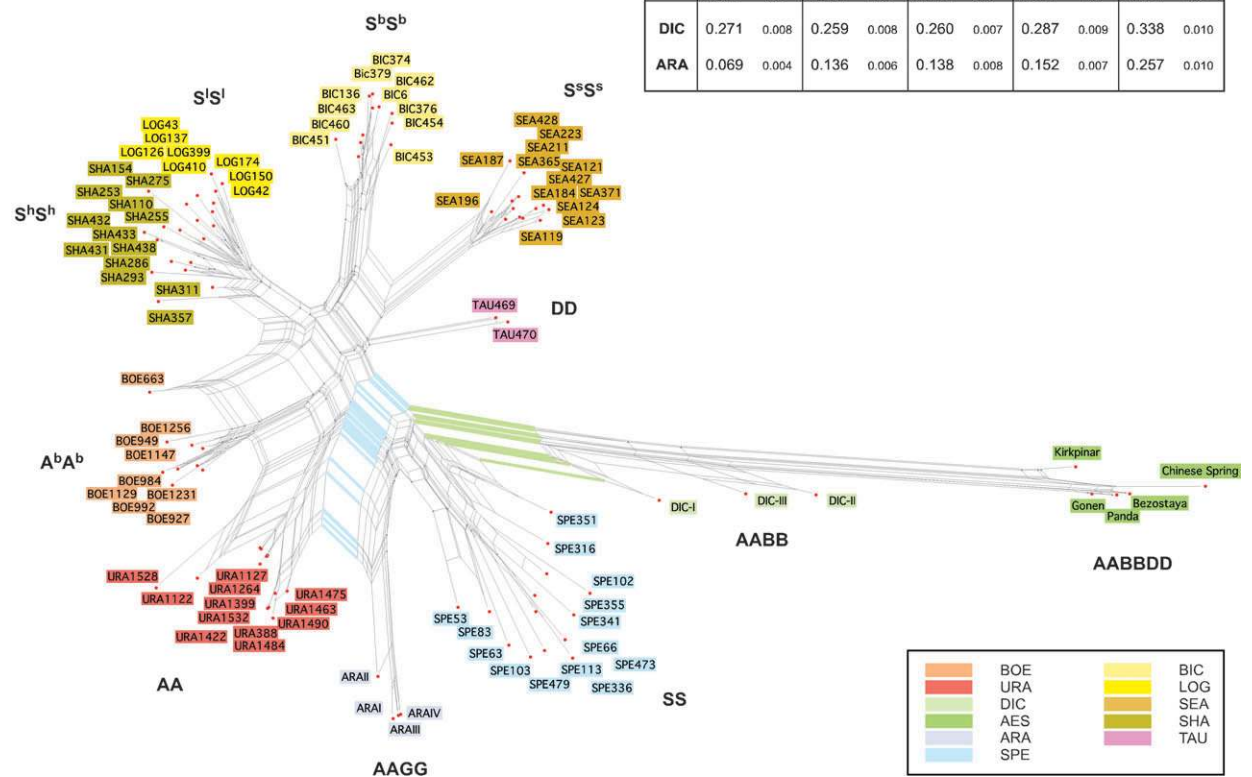 DIC 0.271 0.008 0.259 0.008 0.260 0.007 0.287 0.009 0.338 0.010
ARA 0.069 0.004 0.136 0.006 0.138 0.008 0.152 0.007 0.257 0.010
SᵇSᵇ
BIC374
Bic379
BIC462
BIC136
BIC6
BIC463
BIC376
BIC460
BIC454
BIC451
BIC453
SˡSˡ
LOG43
LOG137
LOG126
LOG399
LOG410
LOG174
LOG150
LOG42
SˢSˢ
SEA428
SEA223
SEA211
SEA187
SEA365
SEA121
SEA427
SEA184
SEA371
SEA196
SEA124
SEA123
SEA119
ShSh
SHA154
SHA275
SHA253
SHA110
SHA432
SHA255
SHA433
SHA431
SHA438
SHA286
SHA293
SHA311
SHA357
DD
TAU469
TAU470
BOE663
BOE1256
BOE949
BOE1147
AᵇAᵇ
BOE984
BOE1129
BOE1231
BOE992
BOE927
Kirkpinar
Chinese Spring
Gonen
Bezostaya
Panda
AABBDD
DIC-I
DIC-III
DIC-II
AABB
URA1528
URA1127
URA1122
URA1264
URA1475
URA1399
URA1463
URA1532
URA1490
URA1422
URA388
URA1484
AA
SPE351
SPE316
SPE102
SPE355
SPE53
SPE341
SPE83
SPE63
SPE66
SPE103
SPE113
SPE473
SPE479
SPE336
SS
ARAII
ARAI
ARAIV
ARAIII
AAGG
BOE BIC
URA LOG
DIC SEA
AES SHA
ARA TAU
SPE